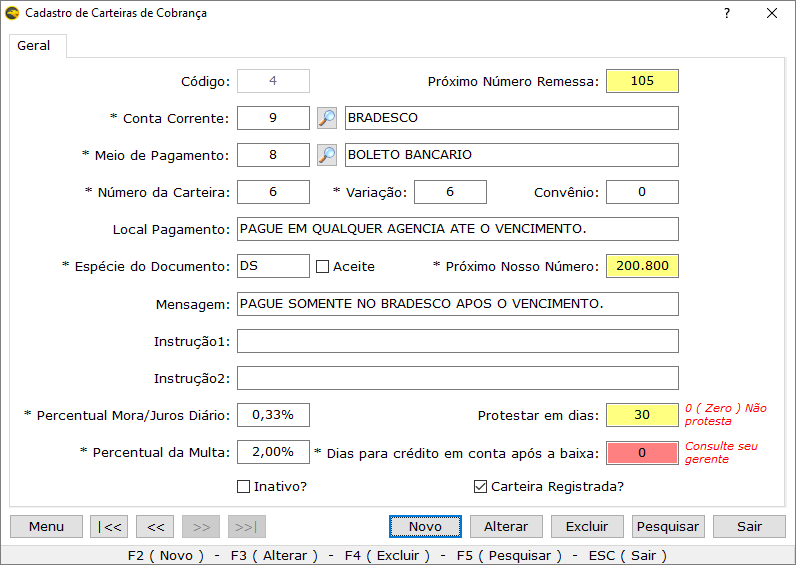 Cadastro de Carteiras de Cobrança
?
Geral
Código: 4 Próximo Número Remessa: 105
* Conta Corrente: 9 BRADESCO
* Meio de Pagamento: 8 BOLETO BANCARIO
* Número da Carteira: 6 * Variação: 6 Convênio: 0
Local Pagamento: PAGUE EM QUALQUER AGENCIA ATE O VENCIMENTO.
* Espécie do Documento: DS Aceite * Próximo Nosso Número: 200.800
Mensagem: PAGUE SOMENTE NO BRADESCO APOS O VENCIMENTO.
Instrução1:
Instrução2:
* Percentual Mora/Juros Diário: 0,33% Protestar em dias: 30 0 ( Zero ) Não
protesta
* Percentual da Multa: 2,00% * Dias para crédito em conta após a baixa: 0 Consulte seu
gerente
Inativo? Carteira Registrada?
Menu |<< << >> >>| Novo Alterar Excluir Pesquisar Sair
F2 ( Novo ) - F3 ( Alterar ) - F4 ( Excluir ) - F5 ( Pesquisar ) - ESC ( Sair )